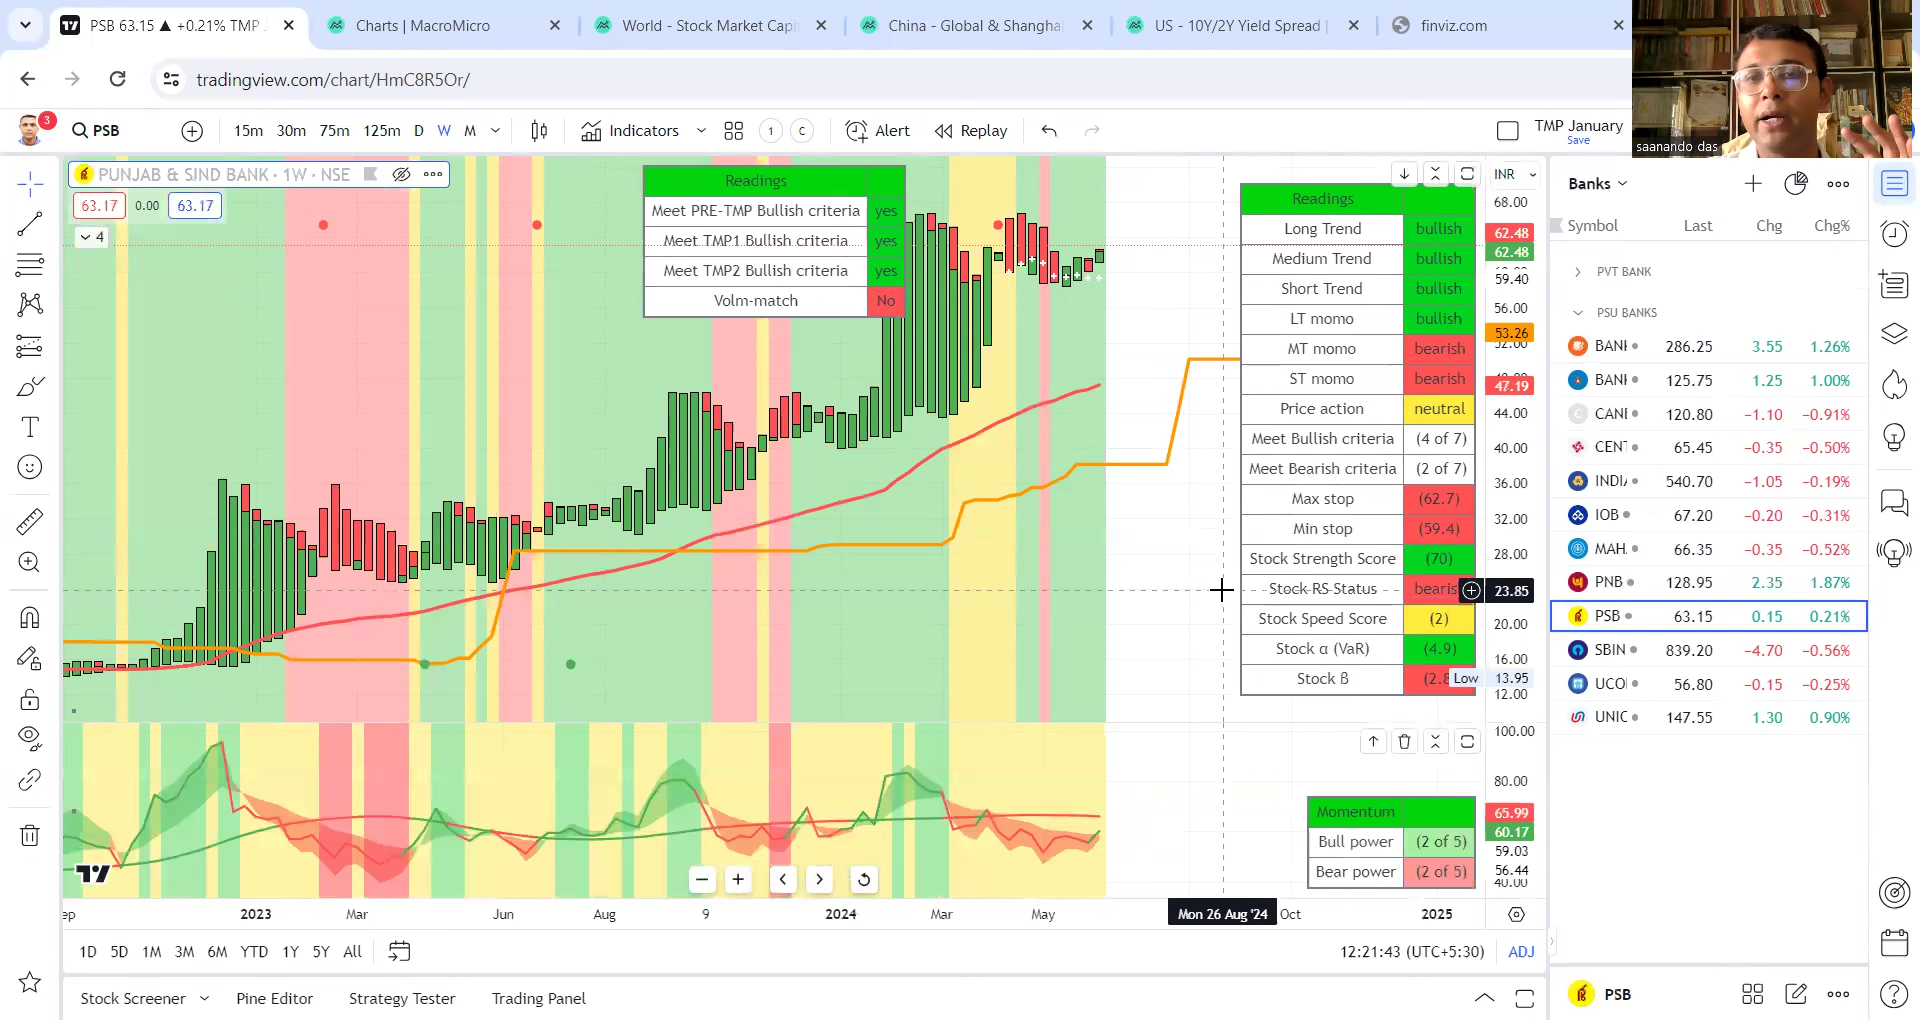 PSB 63.15 ▲ +0.21% TMP
Charts | MacroMicro
World - Stock Market Capi
China - Global & Shangha
US - 10Y/2Y Yield Spread |
finviz.com
tradingview.com/chart/HmC8R5Or/
3
PSB
15m 30m 75m 125m D W M
Indicators
1 C
Alert
Replay
TMP January
Save
saanando das
PUNJAB & SIND BANK · 1W · NSE
63.17 0.00 63.17
4
Readings
Meet PRE-TMP Bullish criteria yes
Meet TMP1 Bullish criteria yes
Meet TMP2 Bullish criteria yes
Volm-match No
Readings
Long Trend bullish
Medium Trend bullish
Short Trend bullish
LT momo bullish
MT momo bearish
ST momo bearish
Price action neutral
Meet Bullish criteria (4 of 7)
Meet Bearish criteria (2 of 7)
Max stop (62.7)
Min stop (59.4)
Stock Strength Score (70)
Stock RS Status bearis
Stock Speed Score (2)
Stock α (VaR) (4.9)
Stock ß (2.8
Low 13.95
INR
68.00
62.48
62.48
59.40
56.00
53.26
52.00
47.19
44.00
40.00
36.00
32.00
28.00
23.85
20.00
16.00
12.00
100.00
80.00
65.99
60.17
59.03
56.44
40.00
Momentum
Bull power (2 of 5)
Bear power (2 of 5)
ep 2023 Mar Jun Aug 9 2024 Mar May Mon 26 Aug '24 Oct 2025
1D 5D 1M 3M 6M YTD 1Y 5Y All
12:21:43 (UTC+5:30) ADJ
Stock Screener Pine Editor Strategy Tester Trading Panel
Banks
Symbol Last Chg Chg%
PVT BANK
PSU BANKS
BANI 286.25 3.55 1.26%
BANI 125.75 1.25 1.00%
CANI 120.80 −1.10 −0.91%
CENT 65.45 −0.35 −0.50%
INDI 540.70 −1.05 −0.19%
IOB 67.20 −0.20 −0.31%
MAH 66.35 −0.35 −0.52%
PNB 128.95 2.35 1.87%
PSB 63.15 0.15 0.21%
SBIN 839.20 −4.70 −0.56%
UCO 56.80 −0.15 −0.25%
UNIC 147.55 1.30 0.90%
PSB